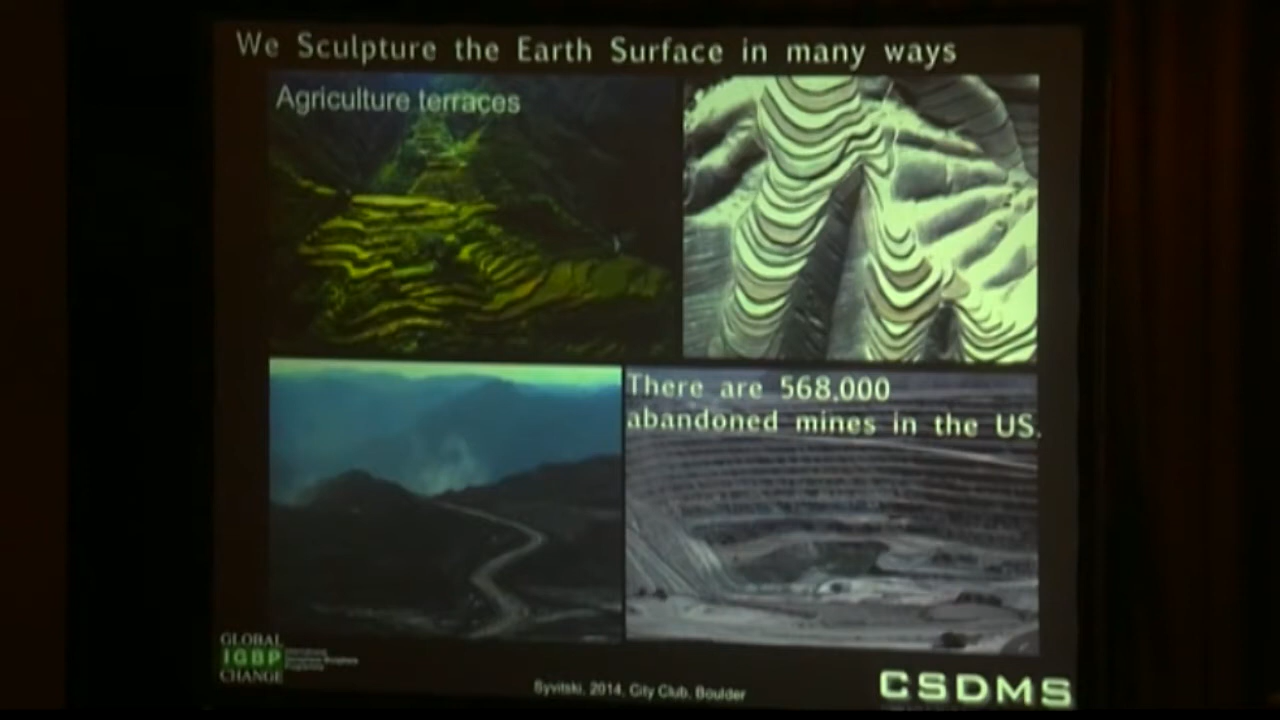 We Sculpture the Earth Surface in many ways
Agriculture terraces
There are 568,000
abandoned mines in the US.
GLOBAL
IGBP
CHANGE
Syvitski, 2014, City Club, Boulder
CSDMS